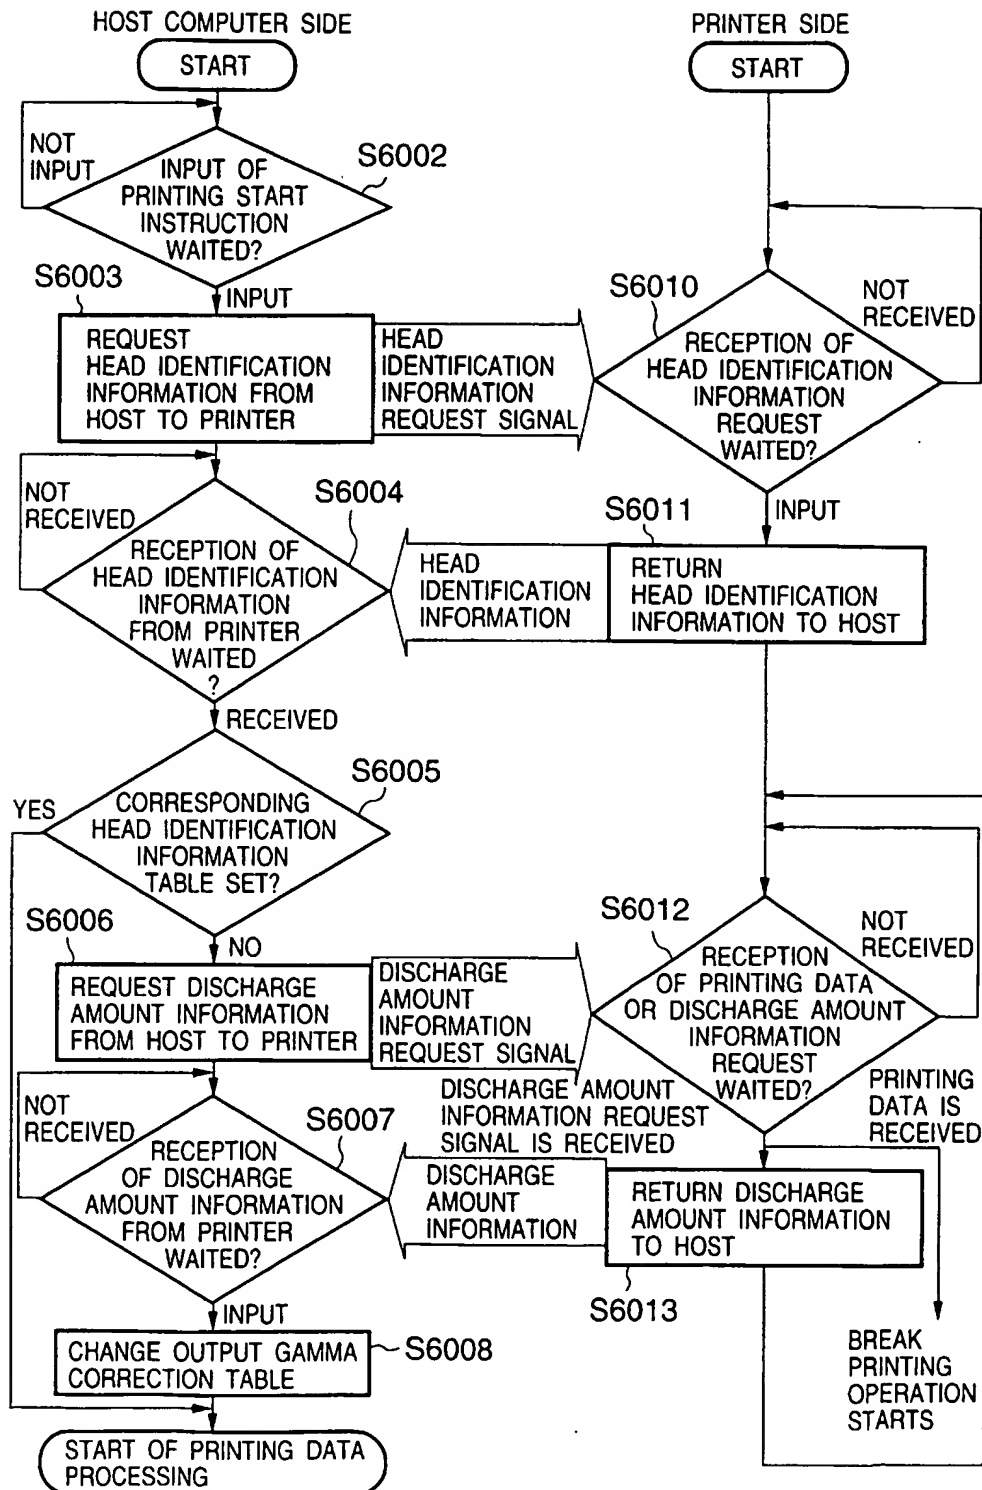 HOST COMPUTER SIDE
START
NOT
INPUT
S6002
INPUT OF
PRINTING START
INSTRUCTION
WAITED?
S6003
INPUT
REQUEST
HEAD IDENTIFICATION
INFORMATION FROM
HOST TO PRINTER
HEAD
IDENTIFICATION
INFORMATION
REQUEST SIGNAL
PRINTER SIDE
START
S6010
NOT
RECEIVED
RECEPTION OF
HEAD IDENTIFICATION
INFORMATION
REQUEST
WAITED?
INPUT
S6011
RETURN
HEAD IDENTIFICATION
INFORMATION TO HOST
HEAD
IDENTIFICATION
INFORMATION
NOT
RECEIVED
S6004
RECEPTION OF
HEAD IDENTIFICATION
INFORMATION
FROM PRINTER
WAITED
?
RECEIVED
S6005
YES
CORRESPONDING
HEAD IDENTIFICATION
INFORMATION
TABLE SET?
NO
S6006
REQUEST DISCHARGE
AMOUNT INFORMATION
FROM HOST TO PRINTER
DISCHARGE
AMOUNT
INFORMATION
REQUEST SIGNAL
S6012
NOT
RECEIVED
RECEPTION
OF PRINTING DATA
OR DISCHARGE AMOUNT
INFORMATION
REQUEST
WAITED?
PRINTING
DATA IS
RECEIVED
DISCHARGE AMOUNT
INFORMATION REQUEST
SIGNAL IS RECEIVED
RETURN DISCHARGE
AMOUNT INFORMATION
TO HOST
S6013
DISCHARGE
AMOUNT
INFORMATION
NOT
RECEIVED
S6007
RECEPTION
OF DISCHARGE
AMOUNT INFORMATION
FROM PRINTER
WAITED?
INPUT
CHANGE OUTPUT GAMMA
CORRECTION TABLE
S6008
START OF PRINTING DATA
PROCESSING
BREAK
PRINTING
OPERATION
STARTS